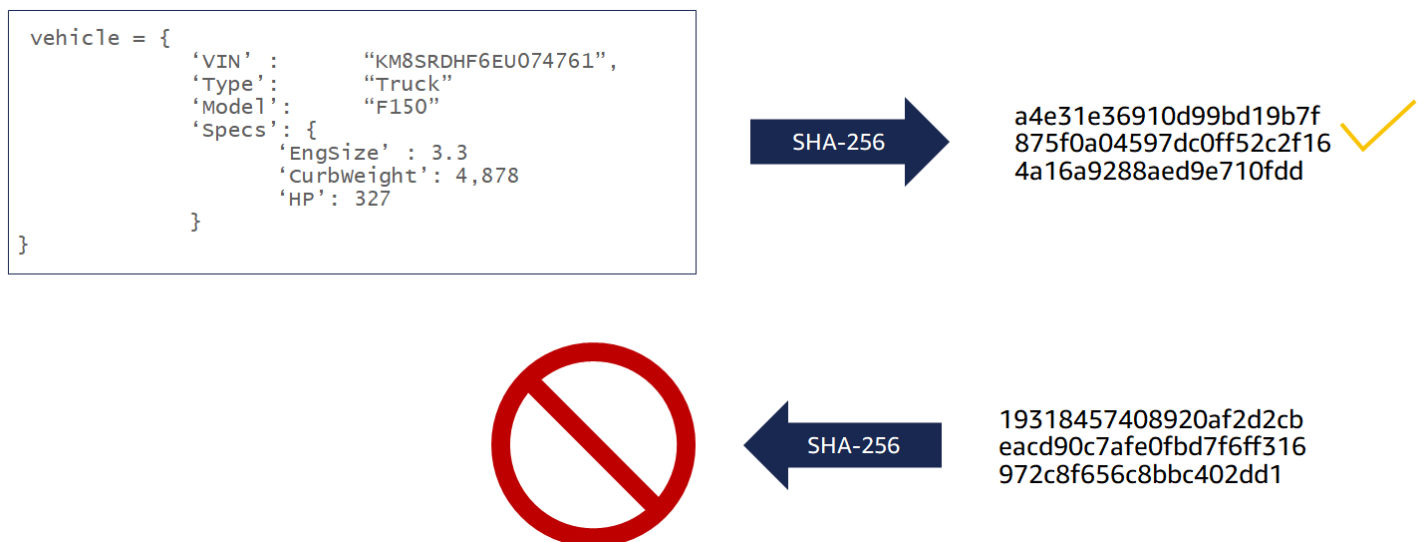 vehicle = {
‘VIN’ : “KM8SRDHF6EU074761”,
‘Type’: “Truck”
‘Model’: “F150”
‘Specs’: {
‘EngSize’ : 3.3
‘CurbWeight’: 4,878
‘HP’: 327
}
}
SHA-256
a4e31e36910d99bd19b7f
875f0a04597dc0ff52c2f16
4a16a9288aed9e710fdd
SHA-256
19318457408920af2d2cb
eacd90c7afe0fbd7f6ff316
972c8f656c8bbc402dd1